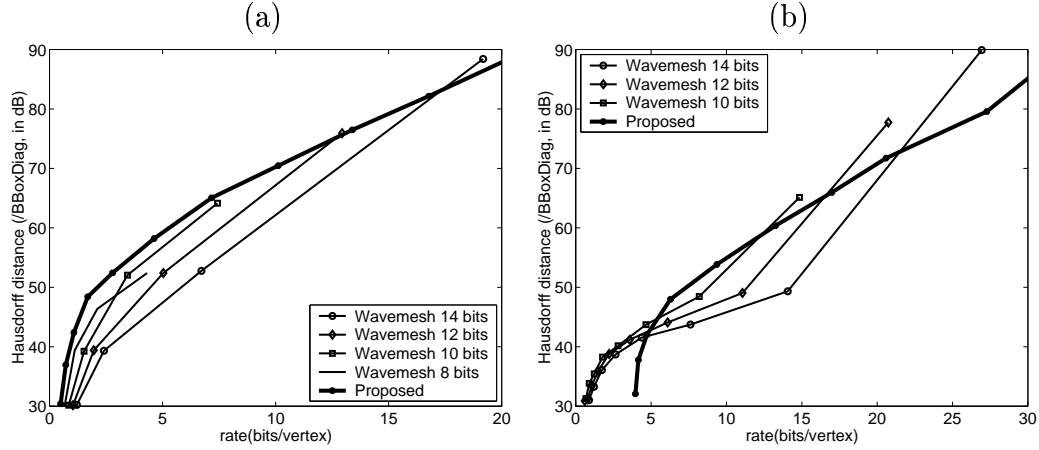 (a)
90
80
70
60
50
40
30
0
5
10
15
20
Hausdorff distance (/BBoxDiag, in dB)
rate(bits/vertex)
Wavemesh 14 bits
Wavemesh 12 bits
Wavemesh 10 bits
Wavemesh 8 bits
Proposed
(b)
90
80
70
60
50
40
30
0
5
10
15
20
25
30
Hausdorff distance (/BBoxDiag, in dB)
rate(bits/vertex)
Wavemesh 14 bits
Wavemesh 12 bits
Wavemesh 10 bits
Proposed